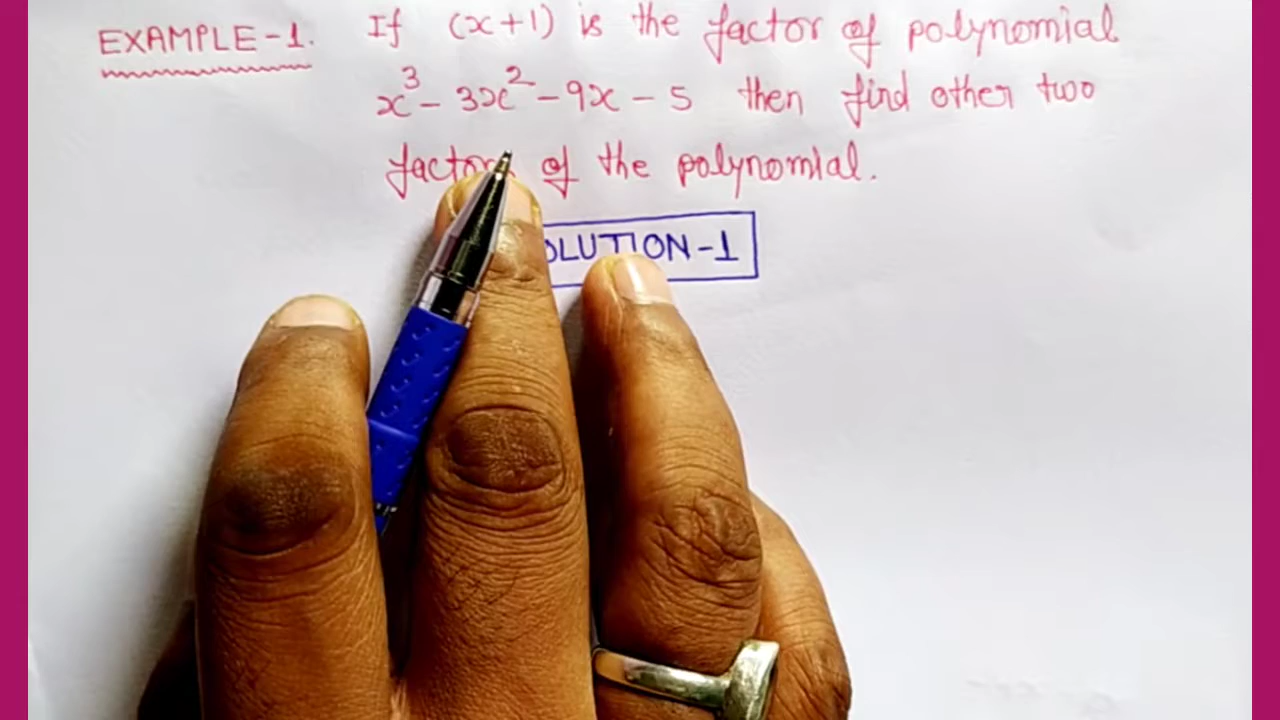 EXAMPLE-1. If (x+1) is the factor of polynomial
x³ - 3x² - 9x - 5 then find other two
factor of the polynomial.
OLUTION-1